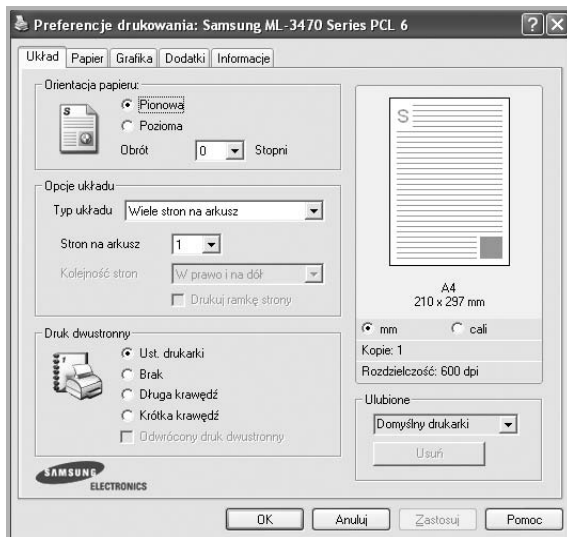 Preferencje drukowania: Samsung ML-3470 Series PCL 6
Układ Papier Grafika Dodatki Informacje
Orientacja papieru:
Pionowa
Pozioma
Obrót 0 Stopni
Opcje układu
Typ układu Wiele stron na arkusz
Stron na arkusz 1
Kolejność stron W prawo i na dół
Drukuj ramkę strony
Druk dwustronny
Ust. drukarki
Brak
Długa krawędź
Krótka krawędź
Odwrócony druk dwustronny
SAMSUNG
ELECTRONICS
S
S
A4
210 x 297 mm
mm cali
Kopie: 1
Rozdzielczość: 600 dpi
Ulubione
Domyślny drukarki
Usuń
OK Anuluj Zastosuj Pomoc